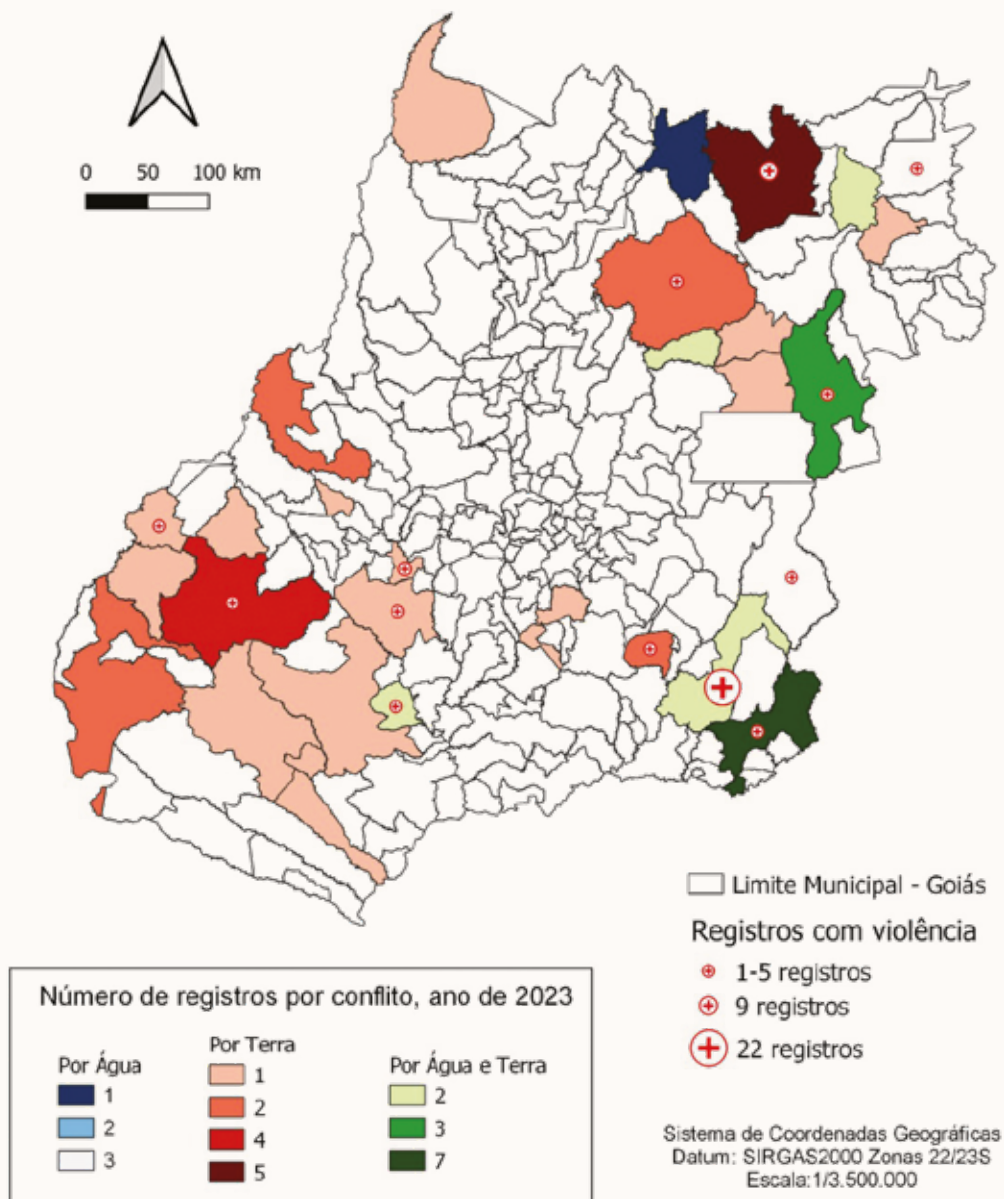 0 50 100 km
Limite Municipal - Goiás
Registros com violência
1-5 registros
9 registros
22 registros
Número de registros por conflito, ano de 2023
Por Água
1
2
3
Por Terra
1
2
4
5
Por Água e Terra
2
3
7
Sistema de Coordenadas Geográficas
Datum: SIRGAS2000 Zonas 22/23S
Escala:1/3.500.000